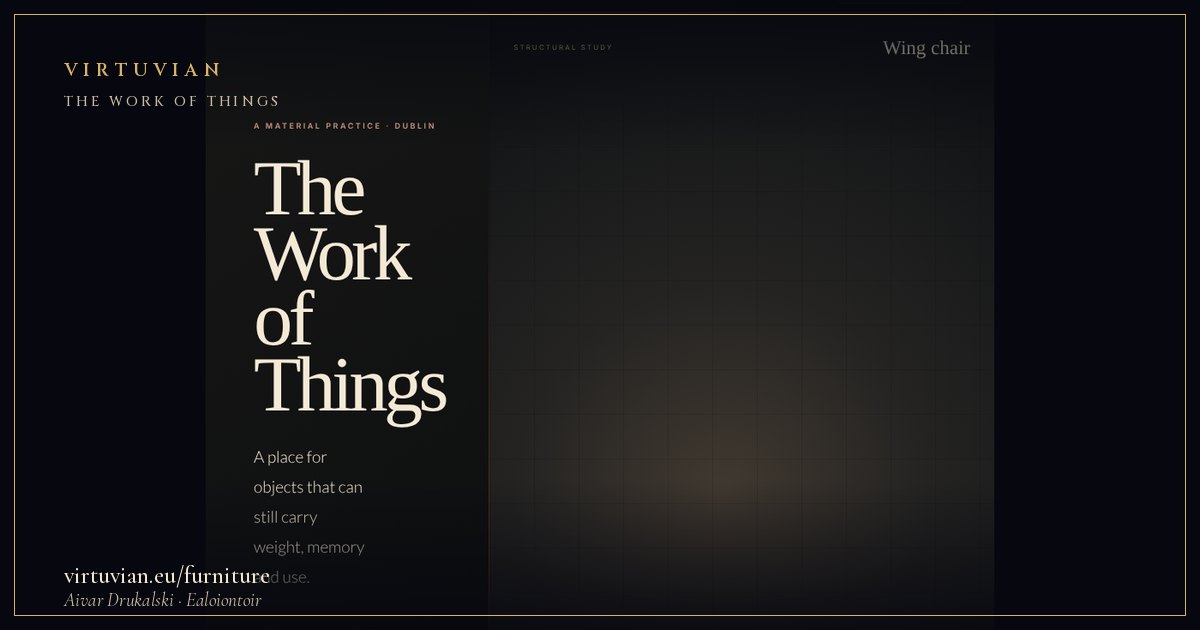 VIRTUVIAN
THE WORK OF THINGS
STRUCTURAL STUDY
Wing chair
A MATERIAL PRACTICE · DUBLIN
The
Work
of
Things
A place for
objects that can
still carry
weight, memory
and use.
virtuvian.eu/furniture
Aivar Drukalski · Ealoiontoir